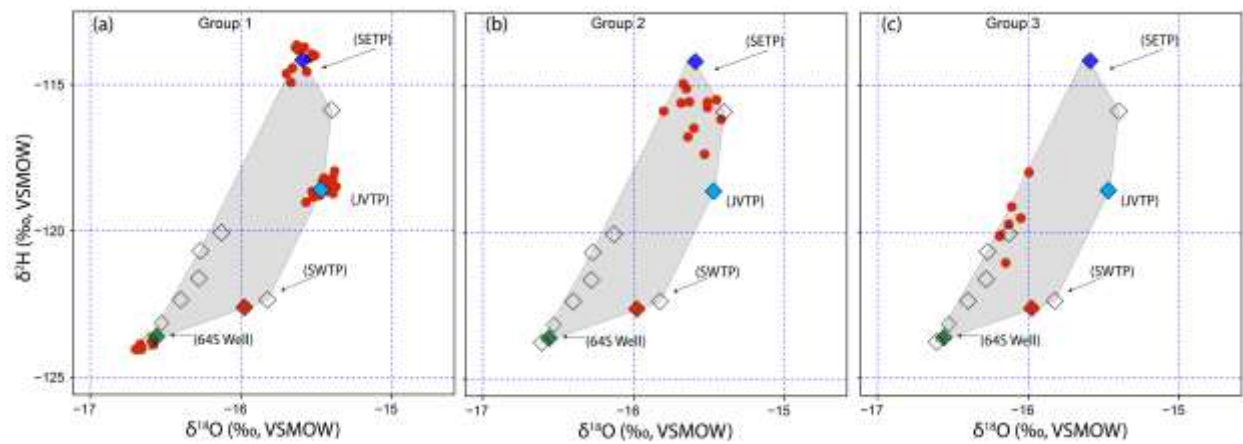 (a) Group 1
(SETP)
(JVTP)
(SWTP)
(645 Well)
−115
−120
−125
−17 −16 −15
δ²H (‰, VSMOW)
δ¹⁸O (‰, VSMOW)
(b) Group 2
(SETP)
(JVTP)
(SWTP)
(645 Well)
−17 −16 −15
δ¹⁸O (‰, VSMOW)
(c) Group 3
(SETP)
(JVTP)
(SWTP)
(645 Well)
−17 −16 −15
δ¹⁸O (‰, VSMOW)